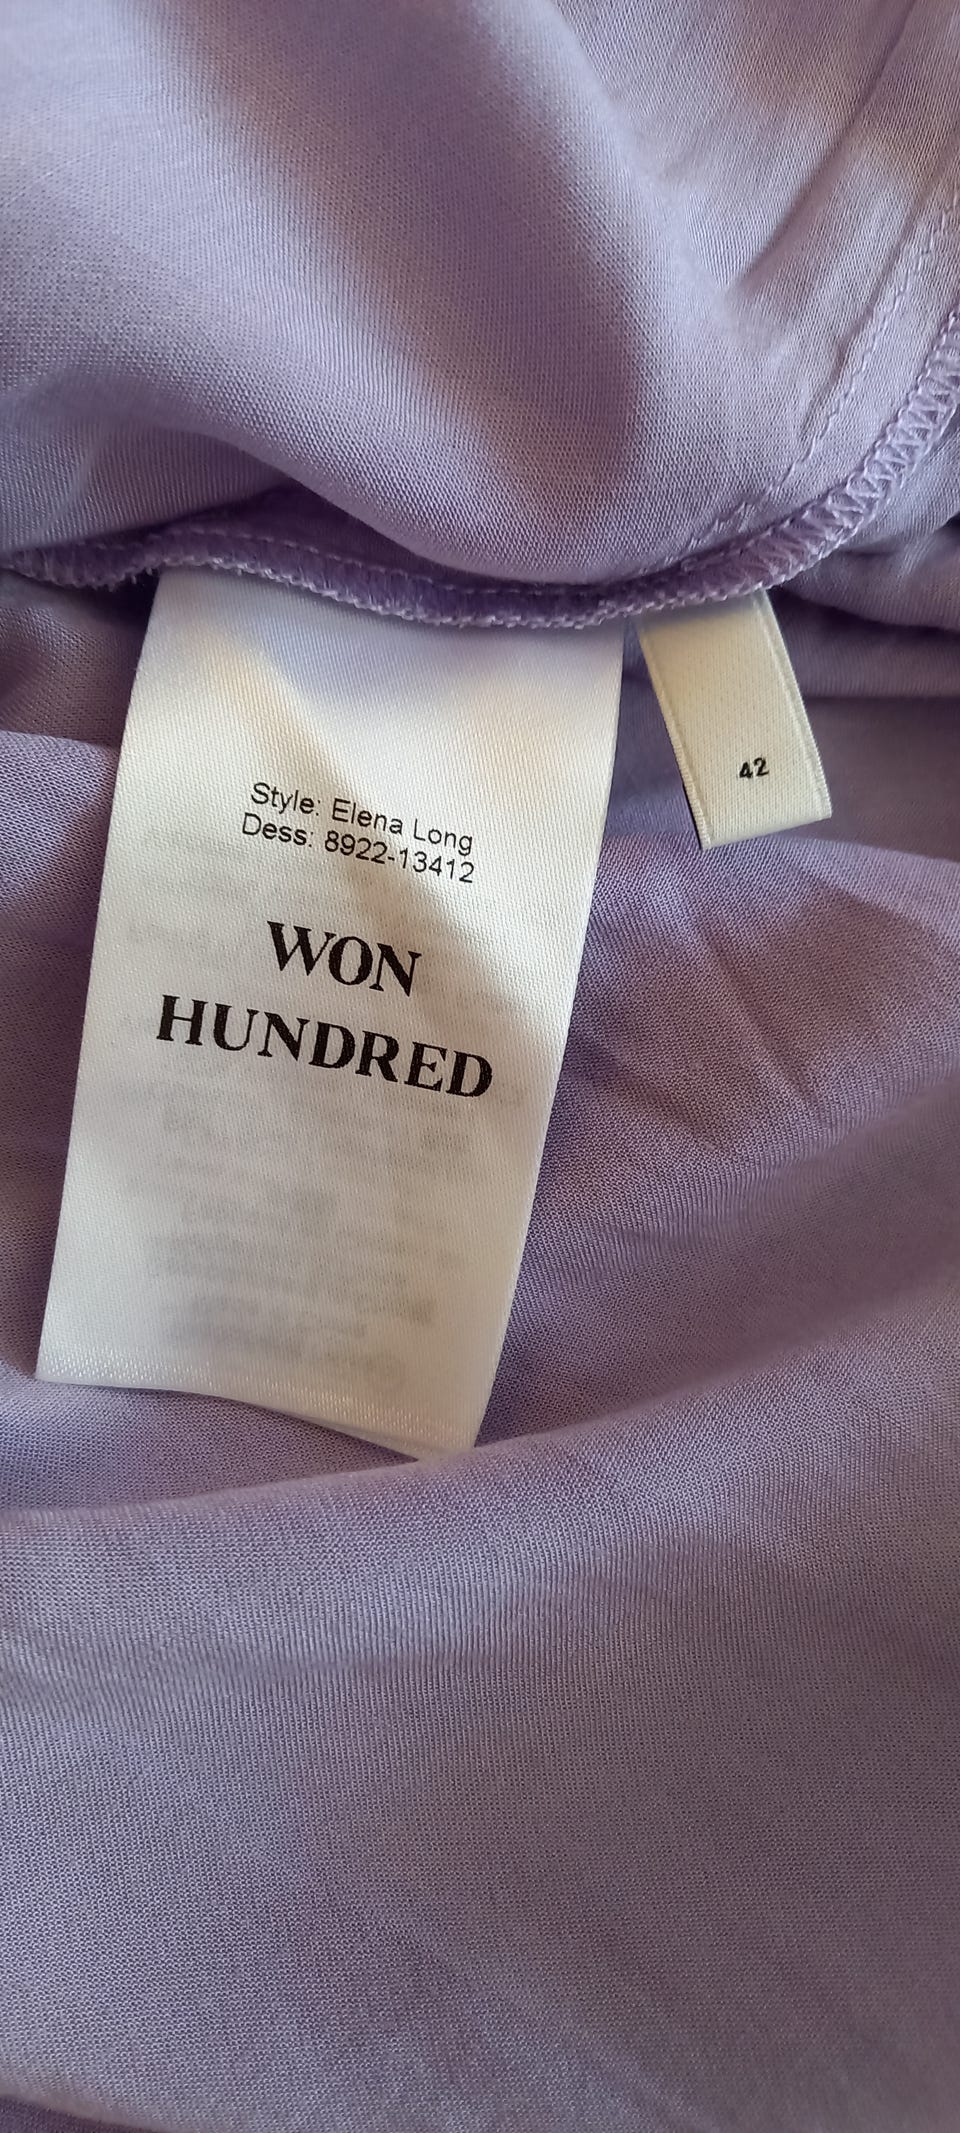 Style: Elena Long
Dess: 8922-13412
WON
HUNDRED
42